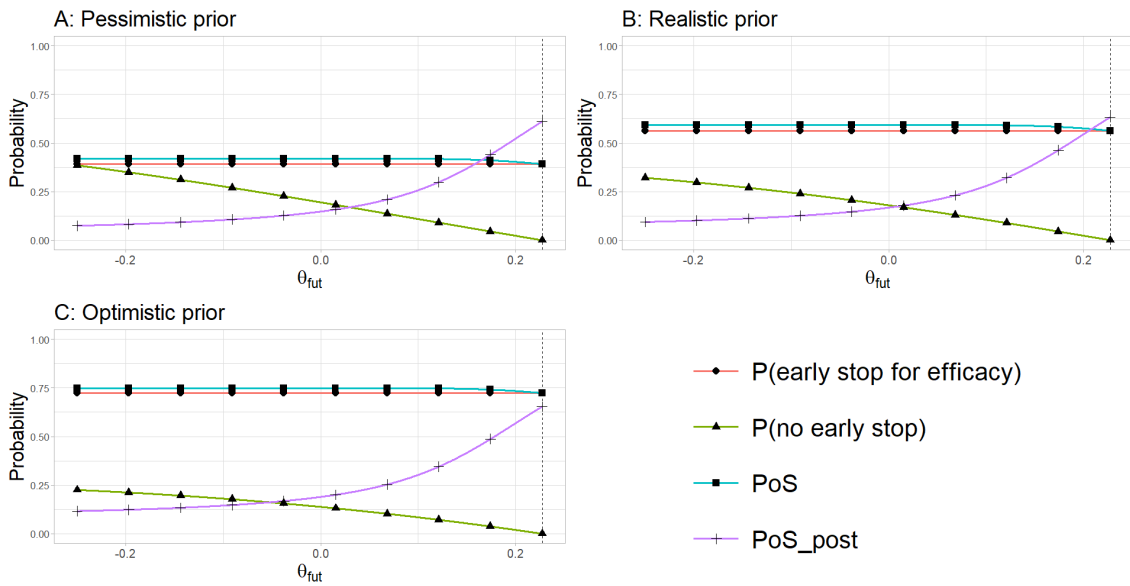 A: Pessimistic prior
1.00
0.75
0.50
0.25
0.00
Probability
-0.2
0.0
0.2
θfut
B: Realistic prior
1.00
0.75
0.50
0.25
0.00
Probability
-0.2
0.0
0.2
θfut
C: Optimistic prior
1.00
0.75
0.50
0.25
0.00
Probability
-0.2
0.0
0.2
θfut
P(early stop for efficacy)
P(no early stop)
PoS
PoS_post